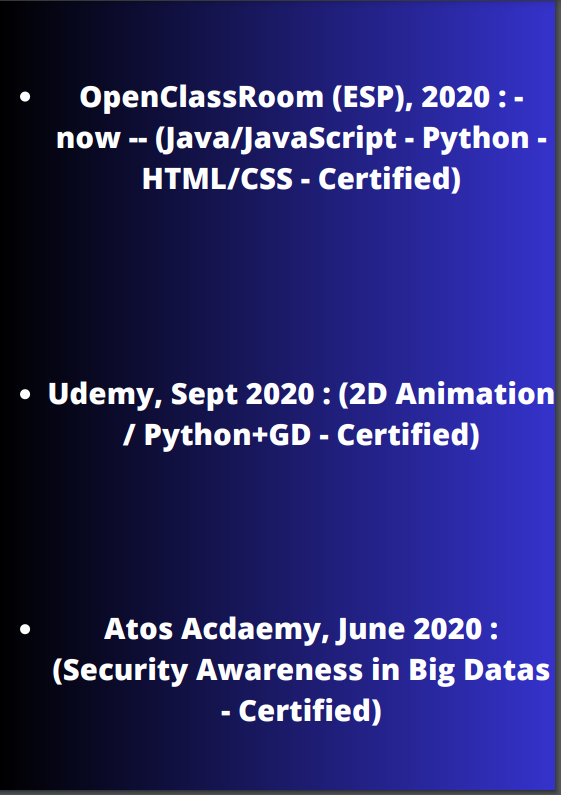 • OpenClassRoom (ESP), 2020 : -
now -- (Java/JavaScript - Python -
HTML/CSS - Certified)
• Udemy, Sept 2020 : (2D Animation
/ Python+GD - Certified)
• Atos Acdaemy, June 2020 :
(Security Awareness in Big Datas
- Certified)